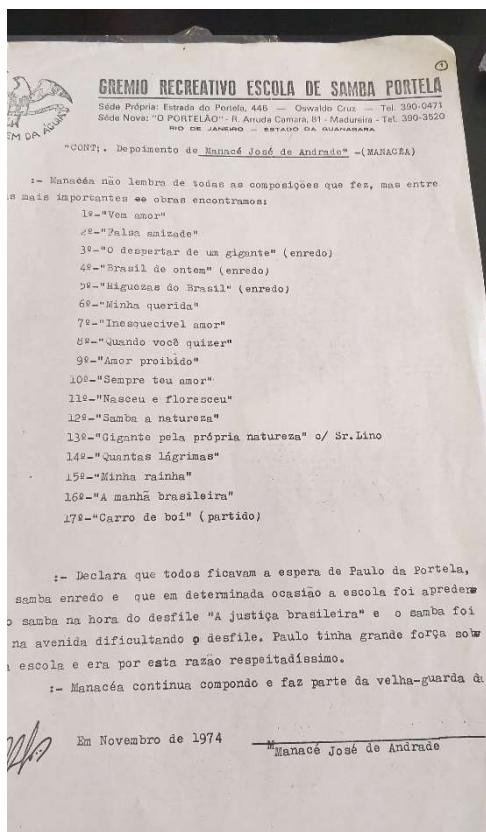 1
GREMIO RECREATIVO ESCOLA DE SAMBA PORTELA
Séde Própria: Estrada do Portela, 446 — Oswaldo Cruz — Tel. 390-0471
Séde Nova: "O PORTELÃO" - R. Arruda Camara, 81 - Madureira - Tel. 390-3520
RIO DE JANEIRO — ESTADO DA GUANABARA
EM DA ÁGUIA
"CONT;. Depoimento de Manacé José de Andrade" -(MANACÉA)
:- Manacéa não lembra de todas as composições que fez, mas entre
s mais importantes obras encontramos:
1º-"Vem amor"
2º-"Falsa amizade"
3º-"O despertar de um gigante" (enredo)
4º-"Brasil de ontem" (enredo)
5º-"Riguezas do Brasil" (enredo)
6º-"Minha querida"
7º-"Inesquecivel amor"
8º-"Quando você quizer"
9º-"Amor proibido"
10º-"Sempre teu amor"
11º-"Nasceu e floresceu"
12º-"Samba a natureza"
13º-"Gigante pela própria natureza" c/ Sr.Lino
14º-"Quantas lágrimas"
15º-"Minha rainha"
16º-"A manhã brasileira"
17º-"Carro de boi" (partido)
:- Declara que todos ficavam a espera de Paulo da Portela,
samba enredo e que em determinada ocasião a escola foi aprender
o samba na hora do desfile "A justiça brasileira" e o samba foi
na avenida dificultando o desfile. Paulo tinha grande força sob
a escola e era por esta razão respeitadíssimo.
:- Manacéa continua compondo e faz parte da velha-guarda da
Em Novembro de 1974
Manacé José de Andrade